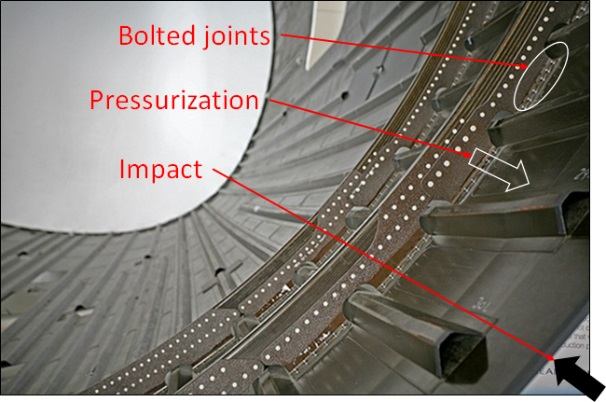 Bolted joints
Pressurization
Impact